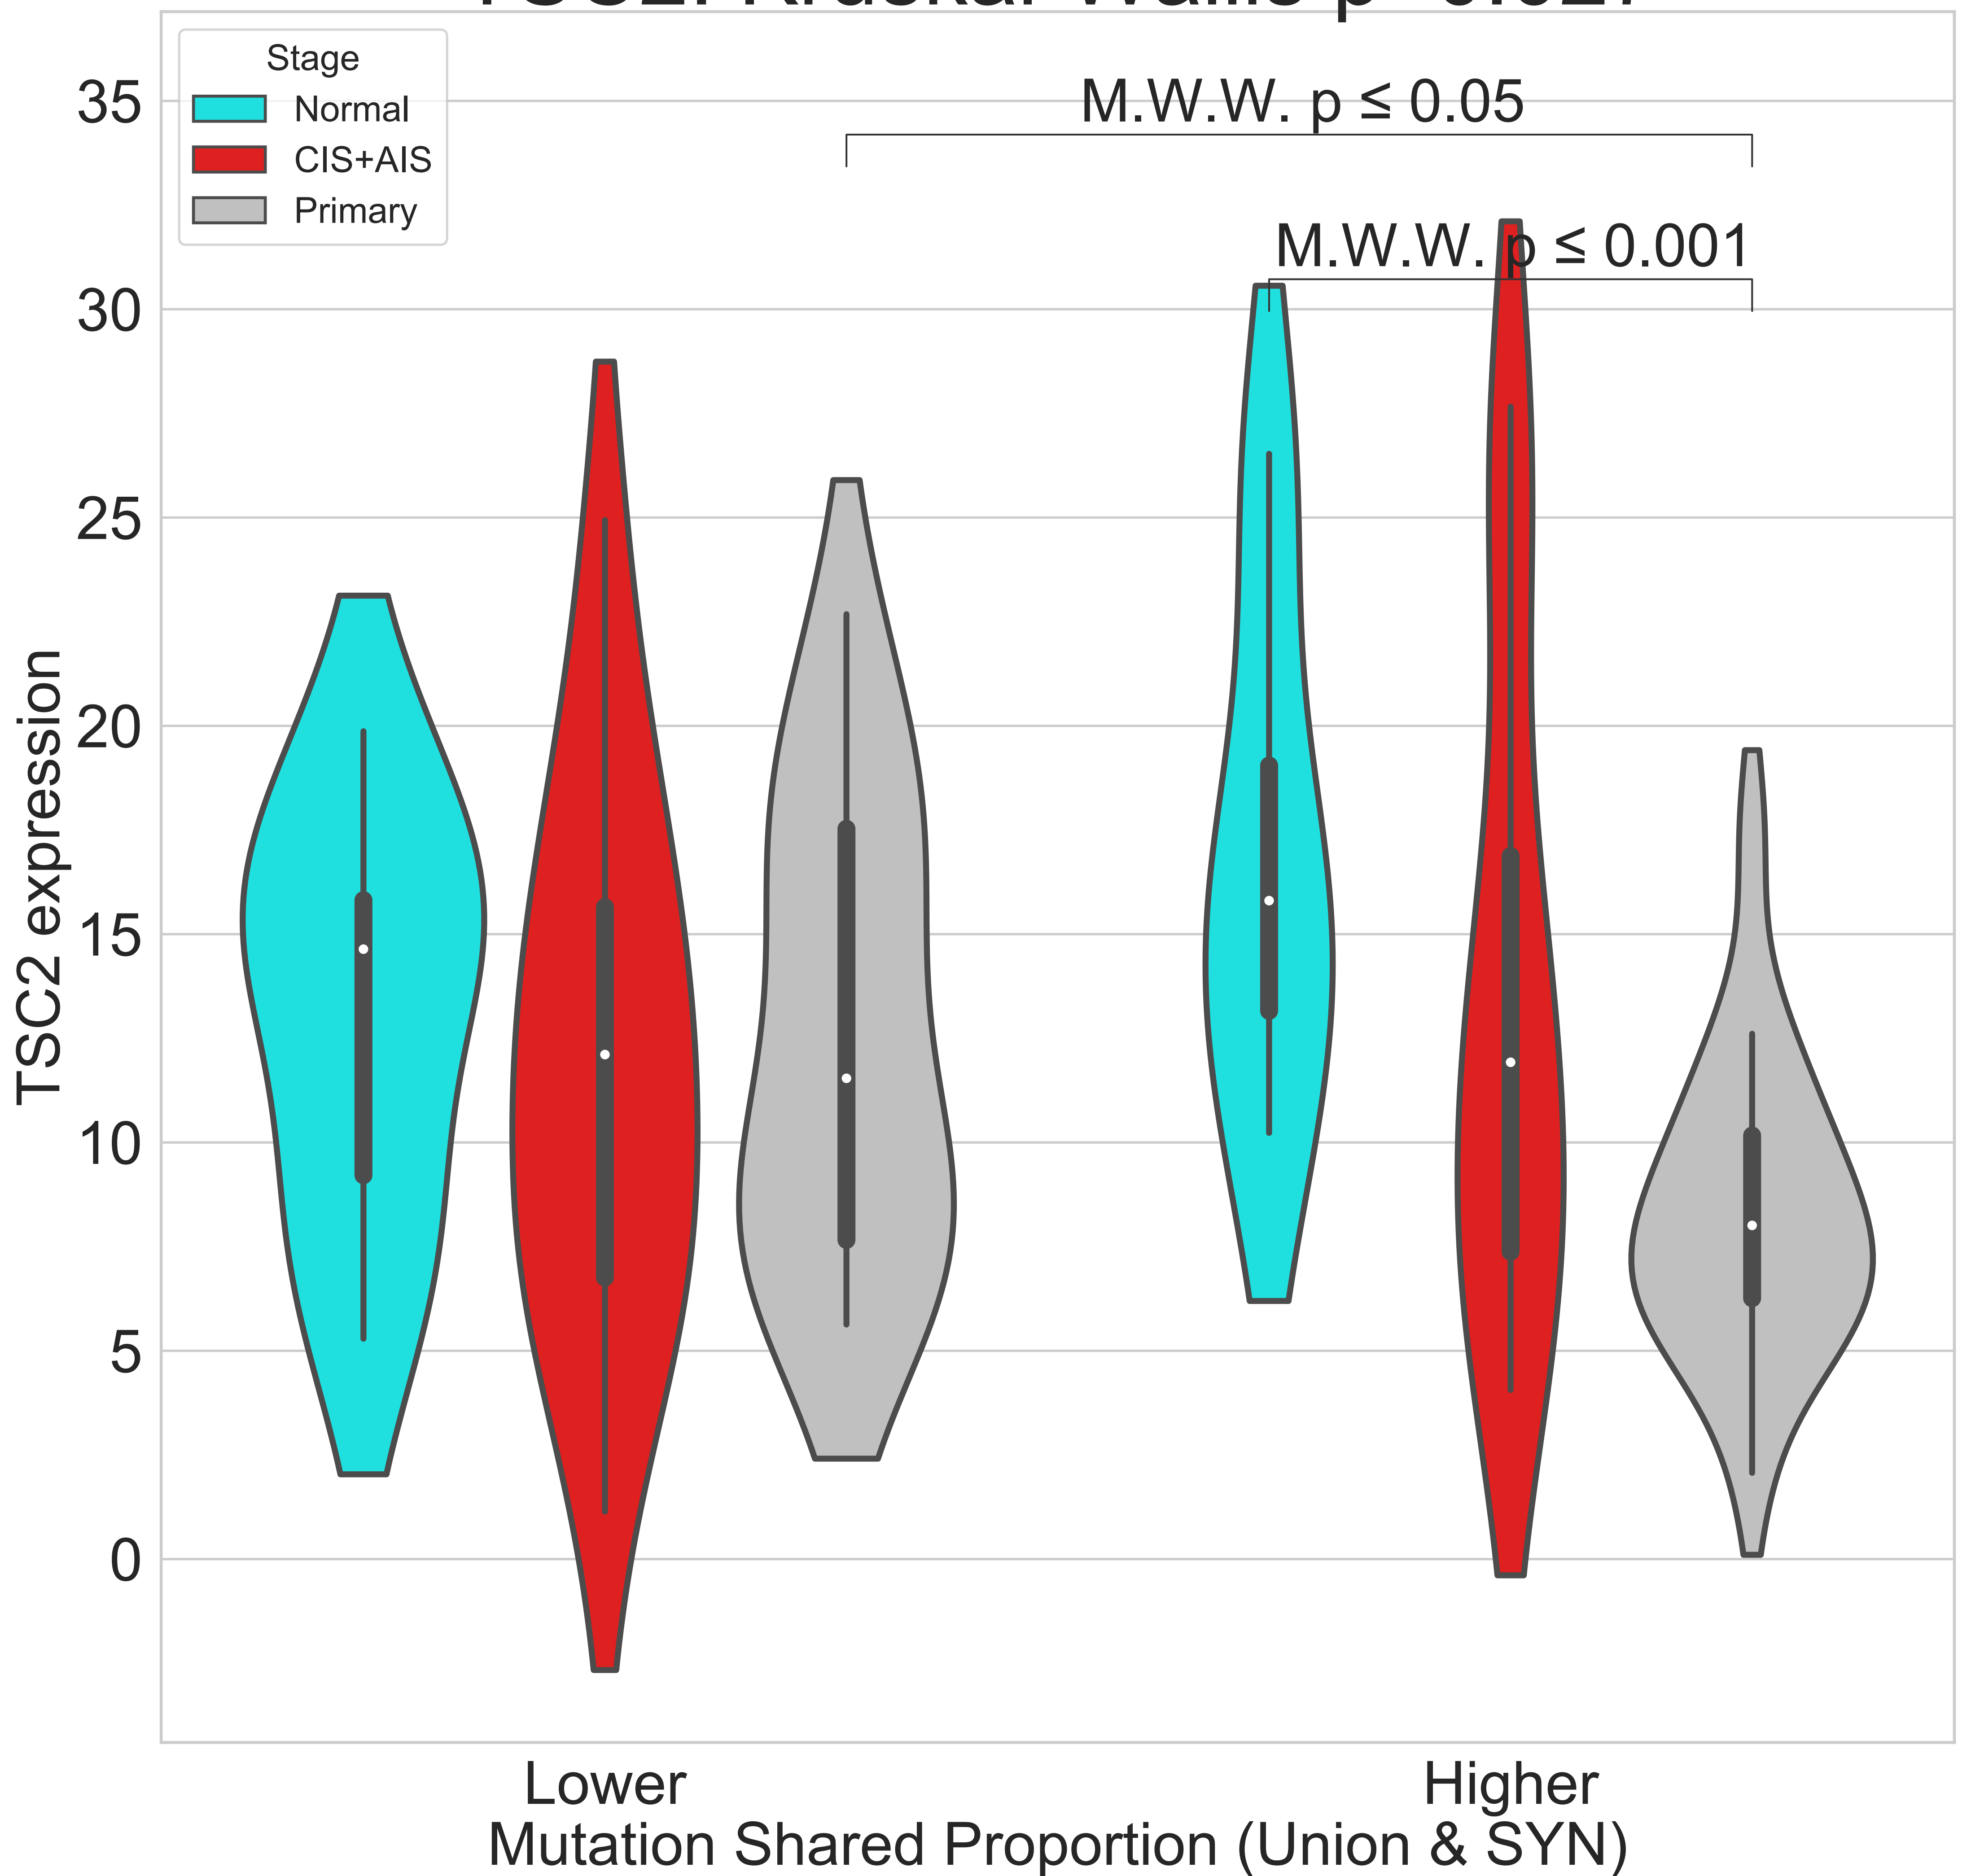 Stage
Normal
CIS+AIS
Primary
M.W.W. p ≤ 0.05
M.W.W. p ≤ 0.001
35
30
25
20
15
10
5
0
TSC2 expression
Lower
Higher
Mutation Shared Proportion (Union & SYN)